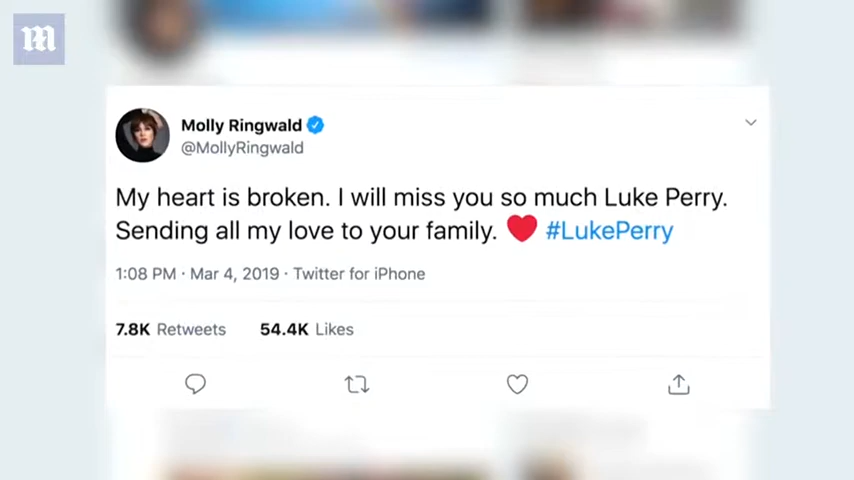 m
Molly Ringwald
@MollyRingwald
My heart is broken. I will miss you so much Luke Perry.
Sending all my love to your family. ❤️ #LukePerry
1:08 PM · Mar 4, 2019 · Twitter for iPhone
7.8K Retweets 54.4K Likes